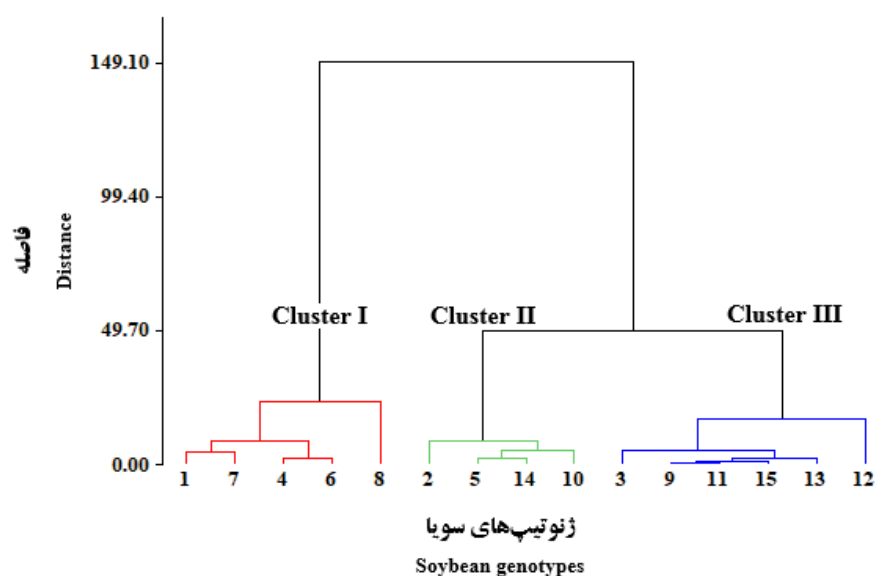 149.10
99.40
49.70
0.00
فاصله
Distance
Cluster I
Cluster II
Cluster III
1 7 4 6 8 2 5 14 10 3 9 11 15 13 12
ژنوتیپ‌های سویا
Soybean genotypes